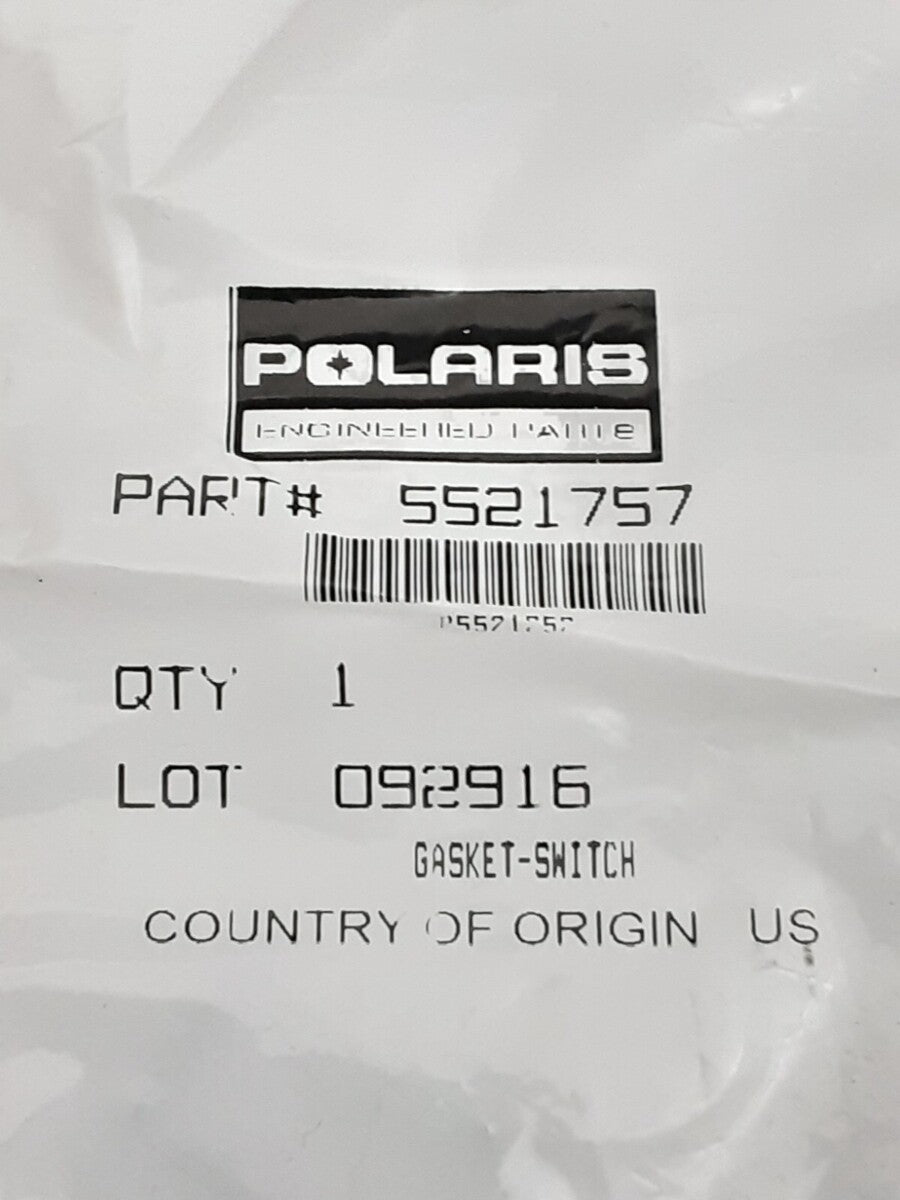 POLARIS
ENGINEERED PARTS
PART# 5521757
P5521757
QTY 1
LOT 092916
GASKET-SWITCH
COUNTRY OF ORIGIN US